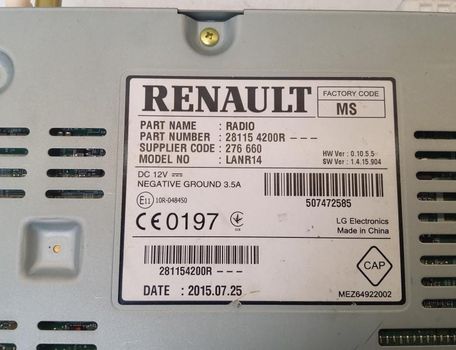 RENAULT
FACTORY CODE
MS
PART NAME : RADIO
PART NUMBER : 28115 4200R - - -
SUPPLIER CODE : 276 660
MODEL NO : LANR14
HW Ver : 0.10.5.5
SW Ver : 1.4.15.904
DC 12V
NEGATIVE GROUND 3.5A
E11 10R-048450
507472585
CE0197
LG Electronics
Made in China
281154200R - - -
CAP
DATE : 2015.07.25
MEZ64922002